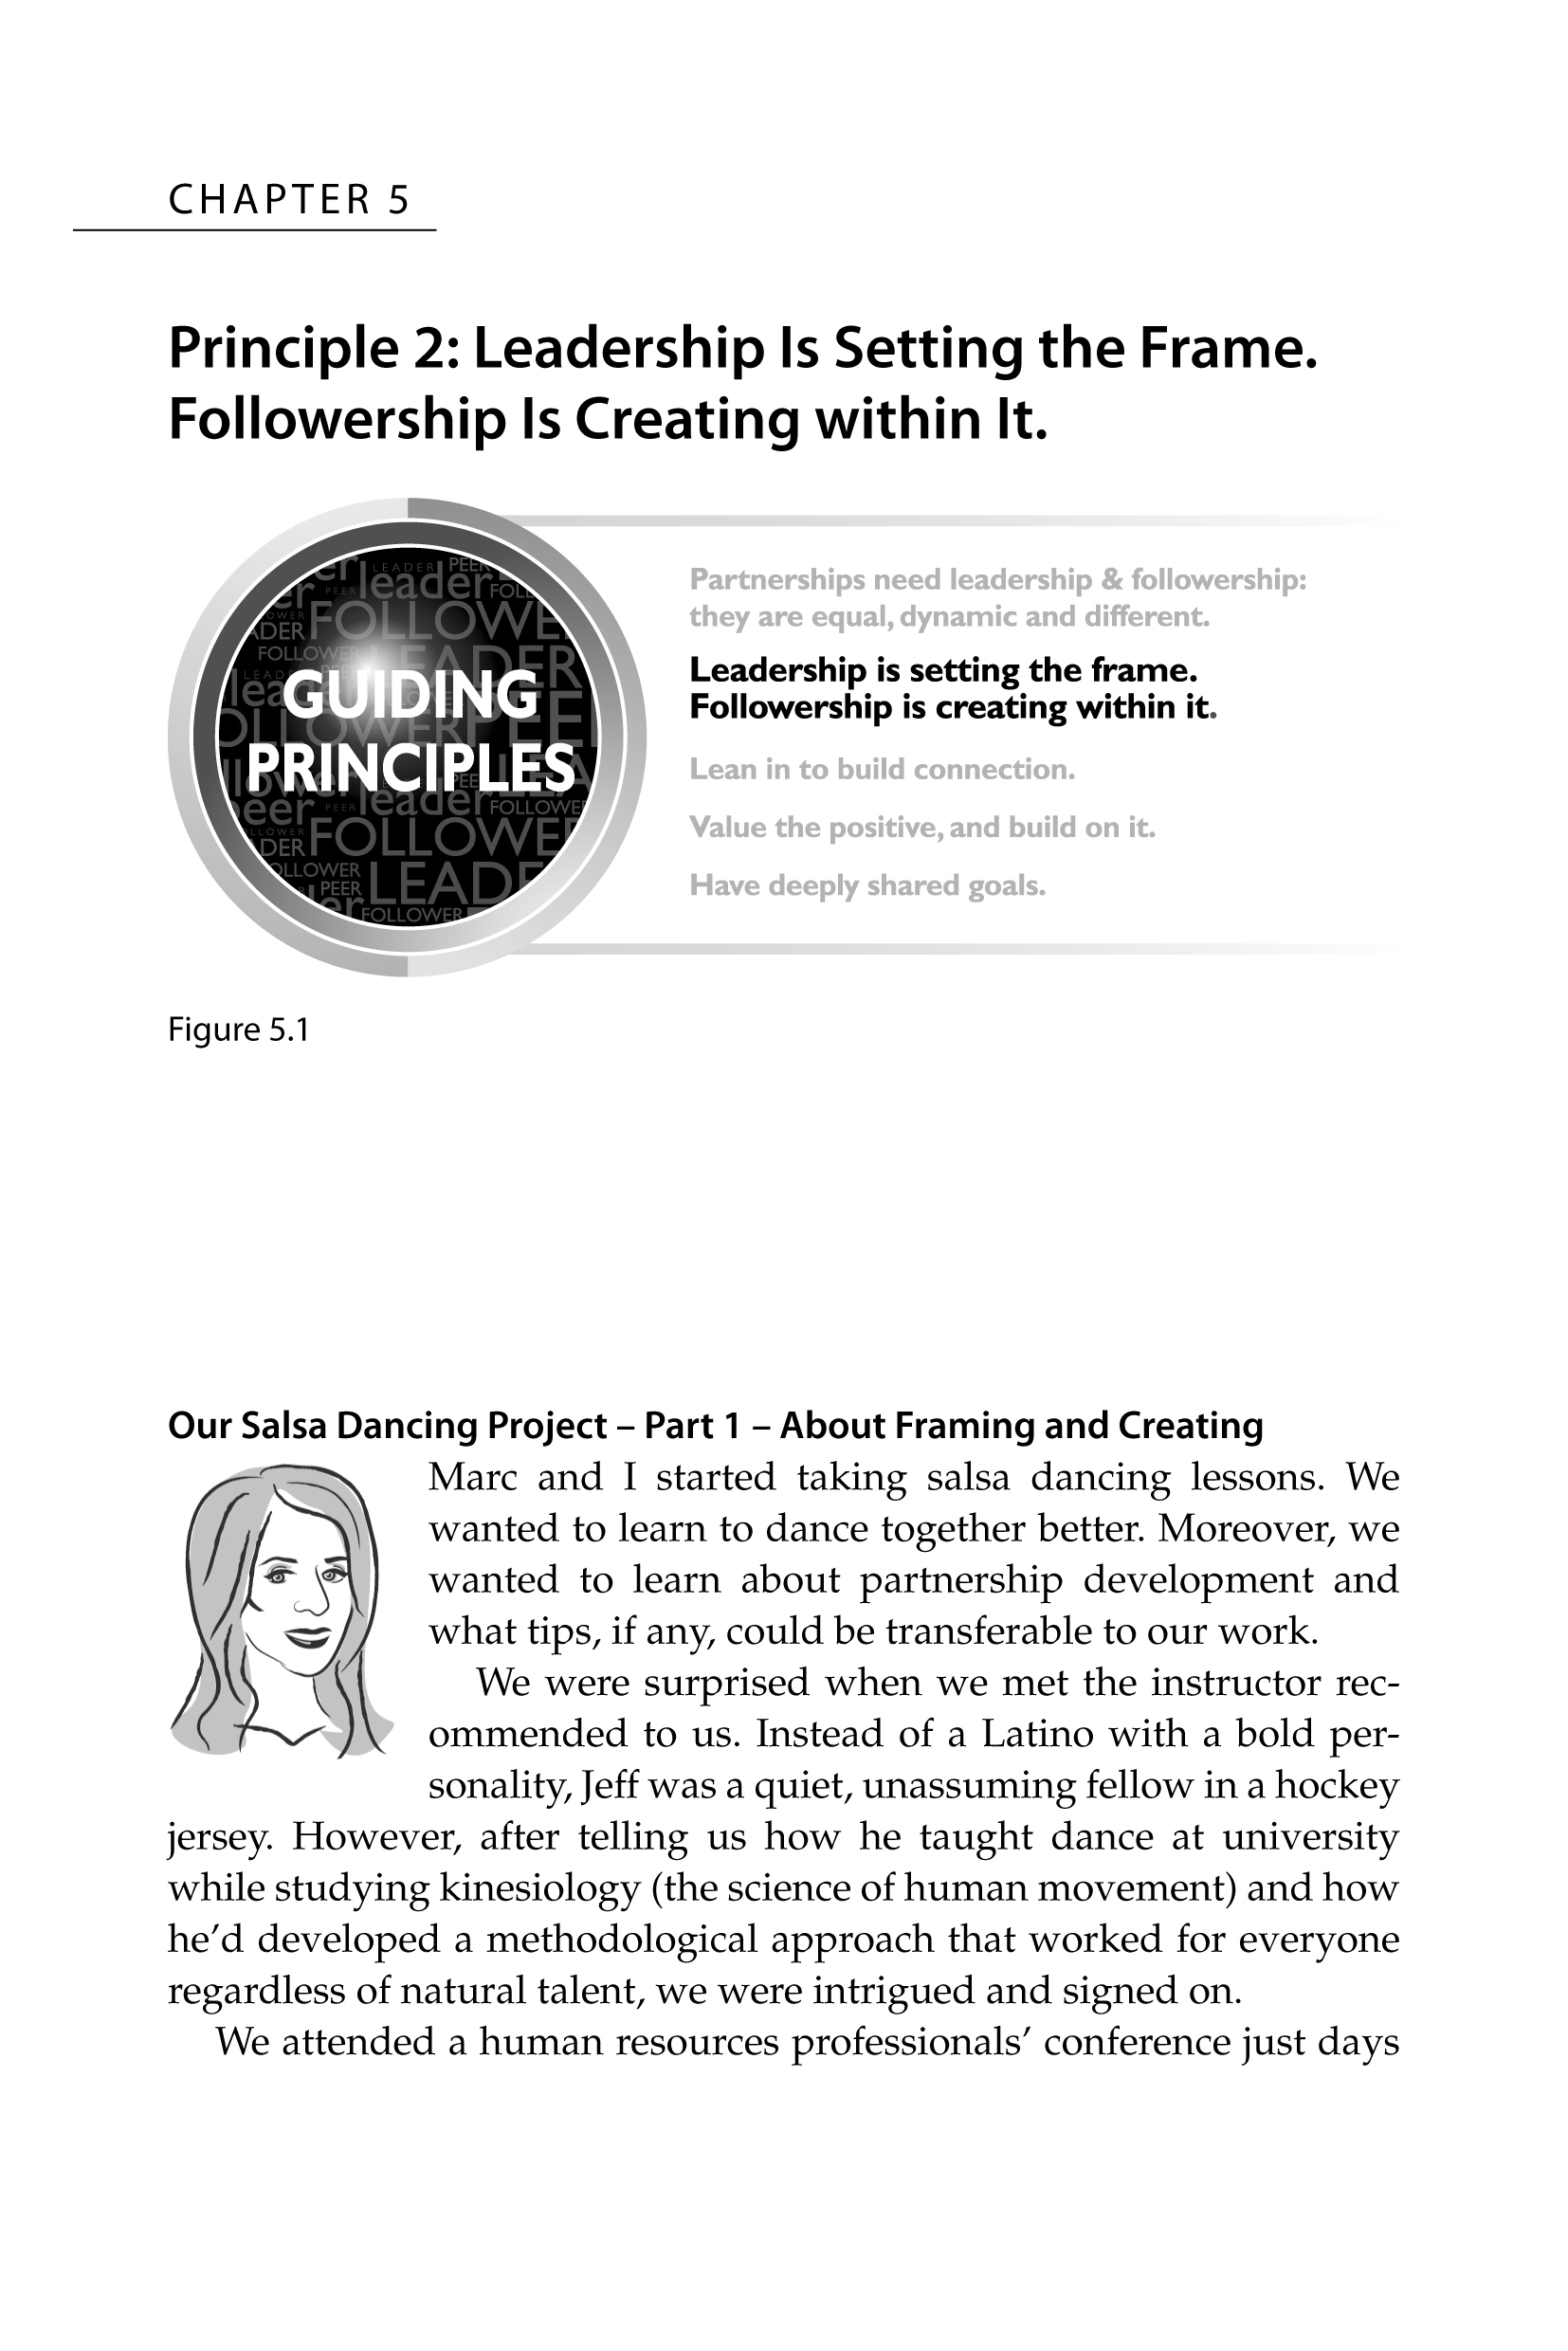 CHAPTER 5
Principle 2: Leadership Is Setting the Frame.
Followership Is Creating within It.
GUIDING
PRINCIPLES
Partnerships need leadership & followership:
they are equal, dynamic and different.
Leadership is setting the frame.
Followership is creating within it.
Lean in to build connection.
Value the positive, and build on it.
Have deeply shared goals.
Figure 5.1
Our Salsa Dancing Project – Part 1 – About Framing and Creating
Marc and I started taking salsa dancing lessons. We
wanted to learn to dance together better. Moreover, we
wanted to learn about partnership development and
what tips, if any, could be transferable to our work.
We were surprised when we met the instructor rec-
ommended to us. Instead of a Latino with a bold per-
sonality, Jeff was a quiet, unassuming fellow in a hockey
jersey. However, after telling us how he taught dance at university
while studying kinesiology (the science of human movement) and how
he’d developed a methodological approach that worked for everyone
regardless of natural talent, we were intrigued and signed on.
We attended a human resources professionals’ conference just days